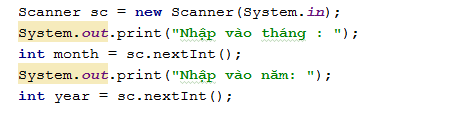 Scanner sc = new Scanner(System.in);
System.out.print("Nhập vào tháng : ");
int month = sc.nextInt();
System.out.print("Nhập vào năm: ");
int year = sc.nextInt();